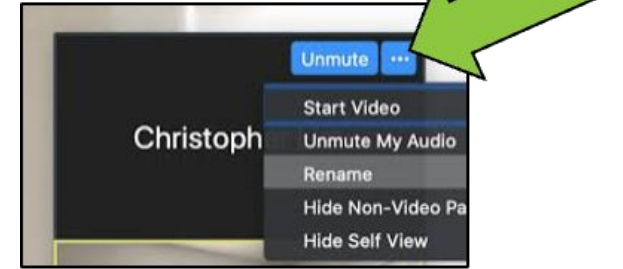 Unmute ...
Start Video
Christoph
Unmute My Audio
Rename
Hide Non-Video Pa
Hide Self View